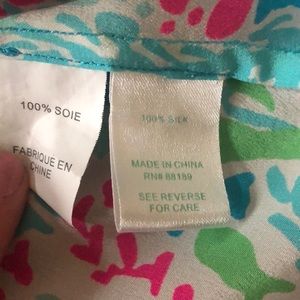 100% SOIE
FABRIQUE EN
CHINE
100% SILK
MADE IN CHINA
RN# 88189
SEE REVERSE
FOR CARE